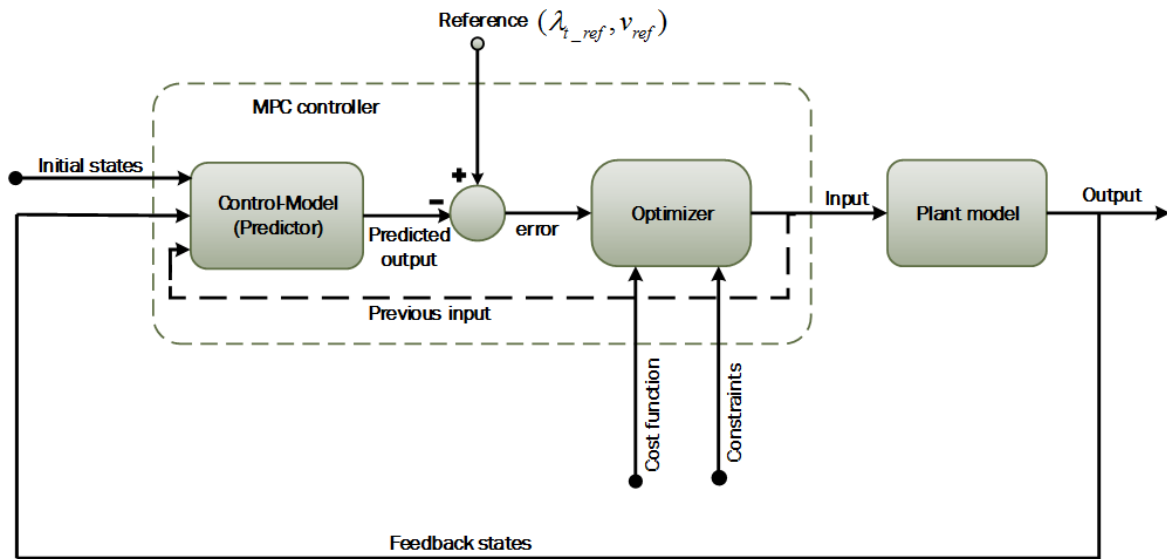 Reference (λt_ref, vref)
MPC controller
Initial states
Control-Model
(Predictor)
+
-
Predicted
output
error
Optimizer
Input
Plant model
Output
Previous input
Cost function
Constraints
Feedback states